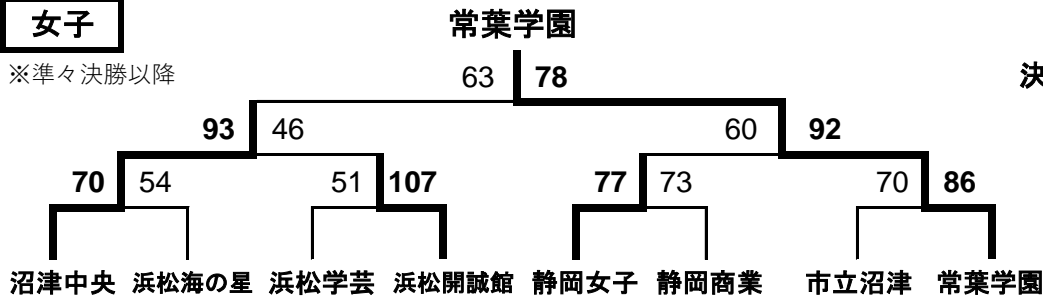 女子
常葉学園
※準々決勝以降
63 78
決
93 46
60 92
70 54
51 107
77 73
70 86
沼津中央 浜松海の星 浜松学芸 浜松開誠館 静岡女子 静岡商業 市立沼津 常葉学園